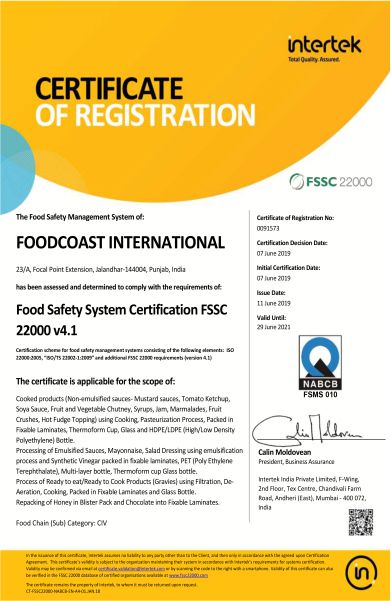 intertek
Total Quality. Assured.
CERTIFICATE
OF REGISTRATION
FSSC 22000
The Food Safety Management System of:
FOODCOAST INTERNATIONAL
23/A, Focal Point Extension, Jalandhar-144004, Punjab, India
has been assessed and determined to comply with the requirements of:
Food Safety System Certification FSSC
22000 v4.1
Certification scheme for food safety management systems consisting of the following elements: ISO
22000:2005, "ISO/TS 22002-1:2009" and additional FSSC 22000 requirements (version 4.1)
The certificate is applicable for the scope of:
Cooked products (Non-emulsified sauces- Mustard sauces, Tomato Ketchup,
Soya Sauce, Fruit and Vegetable Chutney, Syrups, Jam, Marmalades, Fruit
Crushes, Hot Fudge Topping) using Cooking, Pasteurization Process, Packed in
Fixable Laminates, Thermoform Cup, Glass and HDPE/LDPE (High/Low Density
Polyethylene) Bottle.
Processing of Emulsified Sauces, Mayonnaise, Salad Dressing using emulsification
process and Synthetic Vinegar packed in fixable laminates, PET (Poly Ethylene
Terephthalate), Multi-layer bottle, Thermoform cup Glass bottle.
Process of Ready to eat/Ready to Cook Products (Gravies) using Filtration, De-
Aeration, Cooking, Packed in Fixable Laminates and Glass Bottle.
Repacking of Honey in Blister Pack and Chocolate into Fixable Laminates.
Food Chain (Sub) Category: CIV
Certificate of Registration No:
0091573
Certification Decision Date:
07 June 2019
Initial Certification Date:
07 June 2019
Issue Date:
11 June 2019
Valid Until:
29 June 2021
NABCB
FSMS 010
Calin Moldovean
Calin Moldovean
President, Business Assurance
Intertek India Private Limited, F-Wing,
2nd Floor, Tex Centre, Chandivali Farm
Road, Andheri (East), Mumbai - 400 072,
India
In the issuance of this certificate, Intertek assumes no liability to any party other than to the Client, and then only in accordance with the agreed upon Certification
Agreement. This certificate's validity is subject to the organization maintaining their system in accordance with Intertek's requirements for systems certification.
Validity may be confirmed via email at certificate.validation@intertek.com or by scanning the code to the right with a smartphone. Validity of this certificate can also
be verified in the FSSC 22000 database of certified organisations available at www.fssc22000.com
The certificate remains the property of Intertek, to whom it must be returned upon request.
CT-FSSC22000-NABCB-EN-A4-01.JAN.18